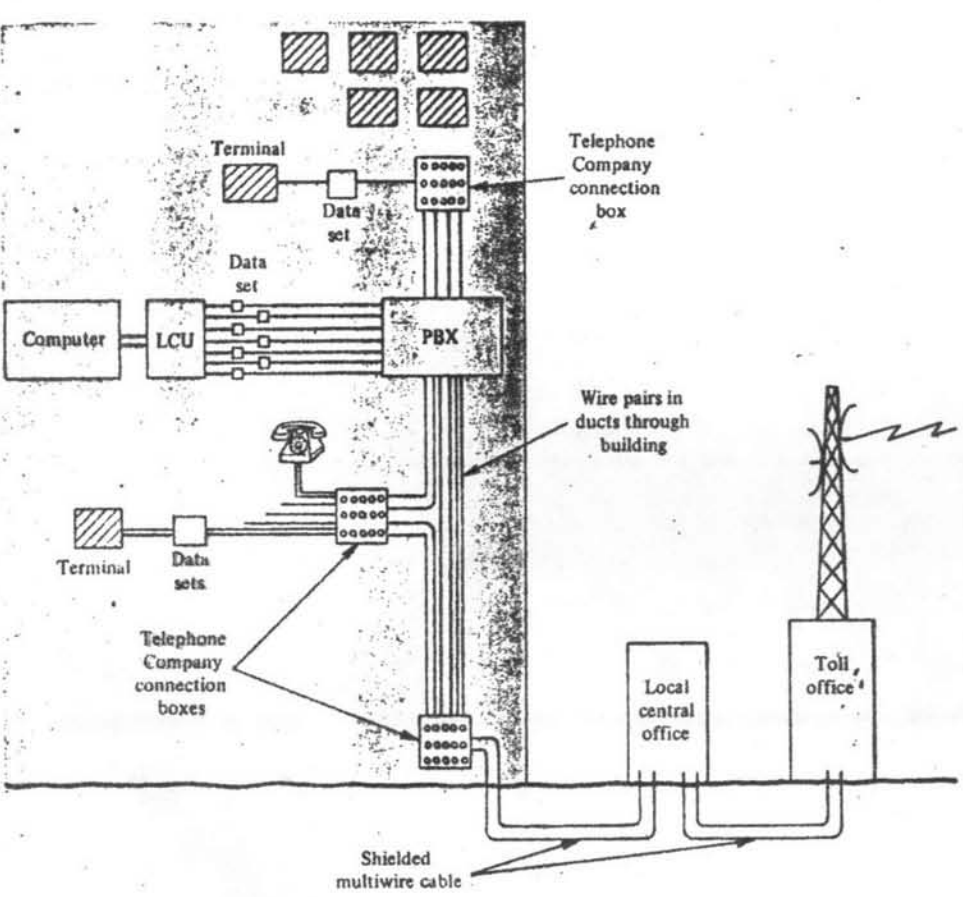 Telephone
Company
connection
box
Terminal
Data
set
Data
set
Computer
LCU
PBX
Wire pairs in
ducts through
building
Terminal
Data
sets
Telephone
Company
connection
boxes
Local
central
office
Toll
office
Shielded
multiwire cable